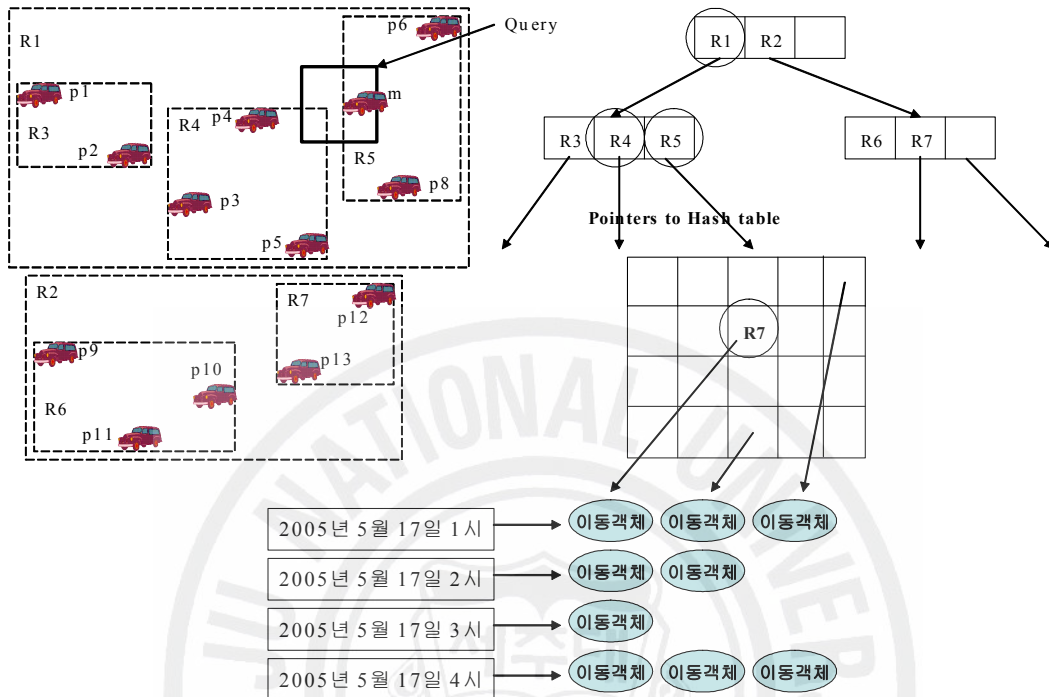 R1
p6
Query
R1 R2
p1
R3
p2
R4
p4
m
R5
p3
p8
p5
R3 R4 R5
R6 R7
Pointers to Hash table
R2
R7
p12
p9
p10
p13
R6
p11
R7
2005년 5월 17일 1시
이동객체 이동객체 이동객체
2005년 5월 17일 2시
이동객체 이동객체
2005년 5월 17일 3시
이동객체
2005년 5월 17일 4시
이동객체 이동객체 이동객체
NATIONAL UNIVER